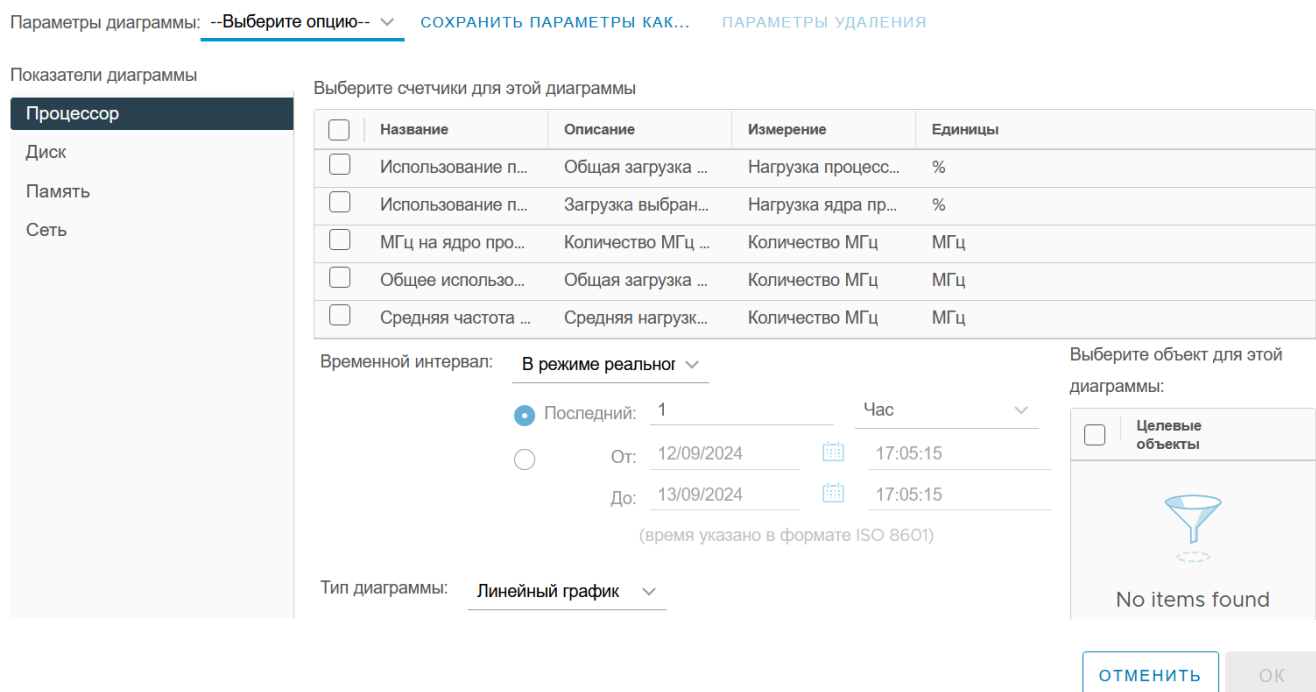 Параметры диаграммы: --Выберите опцию-- СОХРАНИТЬ ПАРАМЕТРЫ КАК... ПАРАМЕТРЫ УДАЛЕНИЯ
Показатели диаграммы
Процессор
Диск
Память
Сеть
Выберите счетчики для этой диаграммы
Название Описание Измерение Единицы
Использование п... Общая загрузка ... Нагрузка процесс... %
Использование п... Загрузка выбран... Нагрузка ядра пр... %
МГц на ядро про... Количество МГц ... Количество МГц МГц
Общее использо... Общая загрузка ... Количество МГц МГц
Средняя частота ... Средняя нагрузк... Количество МГц МГц
Временной интервал: В режиме реальног
Последний: 1 Час
От: 12/09/2024 17:05:15
До: 13/09/2024 17:05:15
(время указано в формате ISO 8601)
Тип диаграммы: Линейный график
Выберите объект для этой
диаграммы:
Целевые
объекты
No items found
ОТМЕНИТЬ ОК